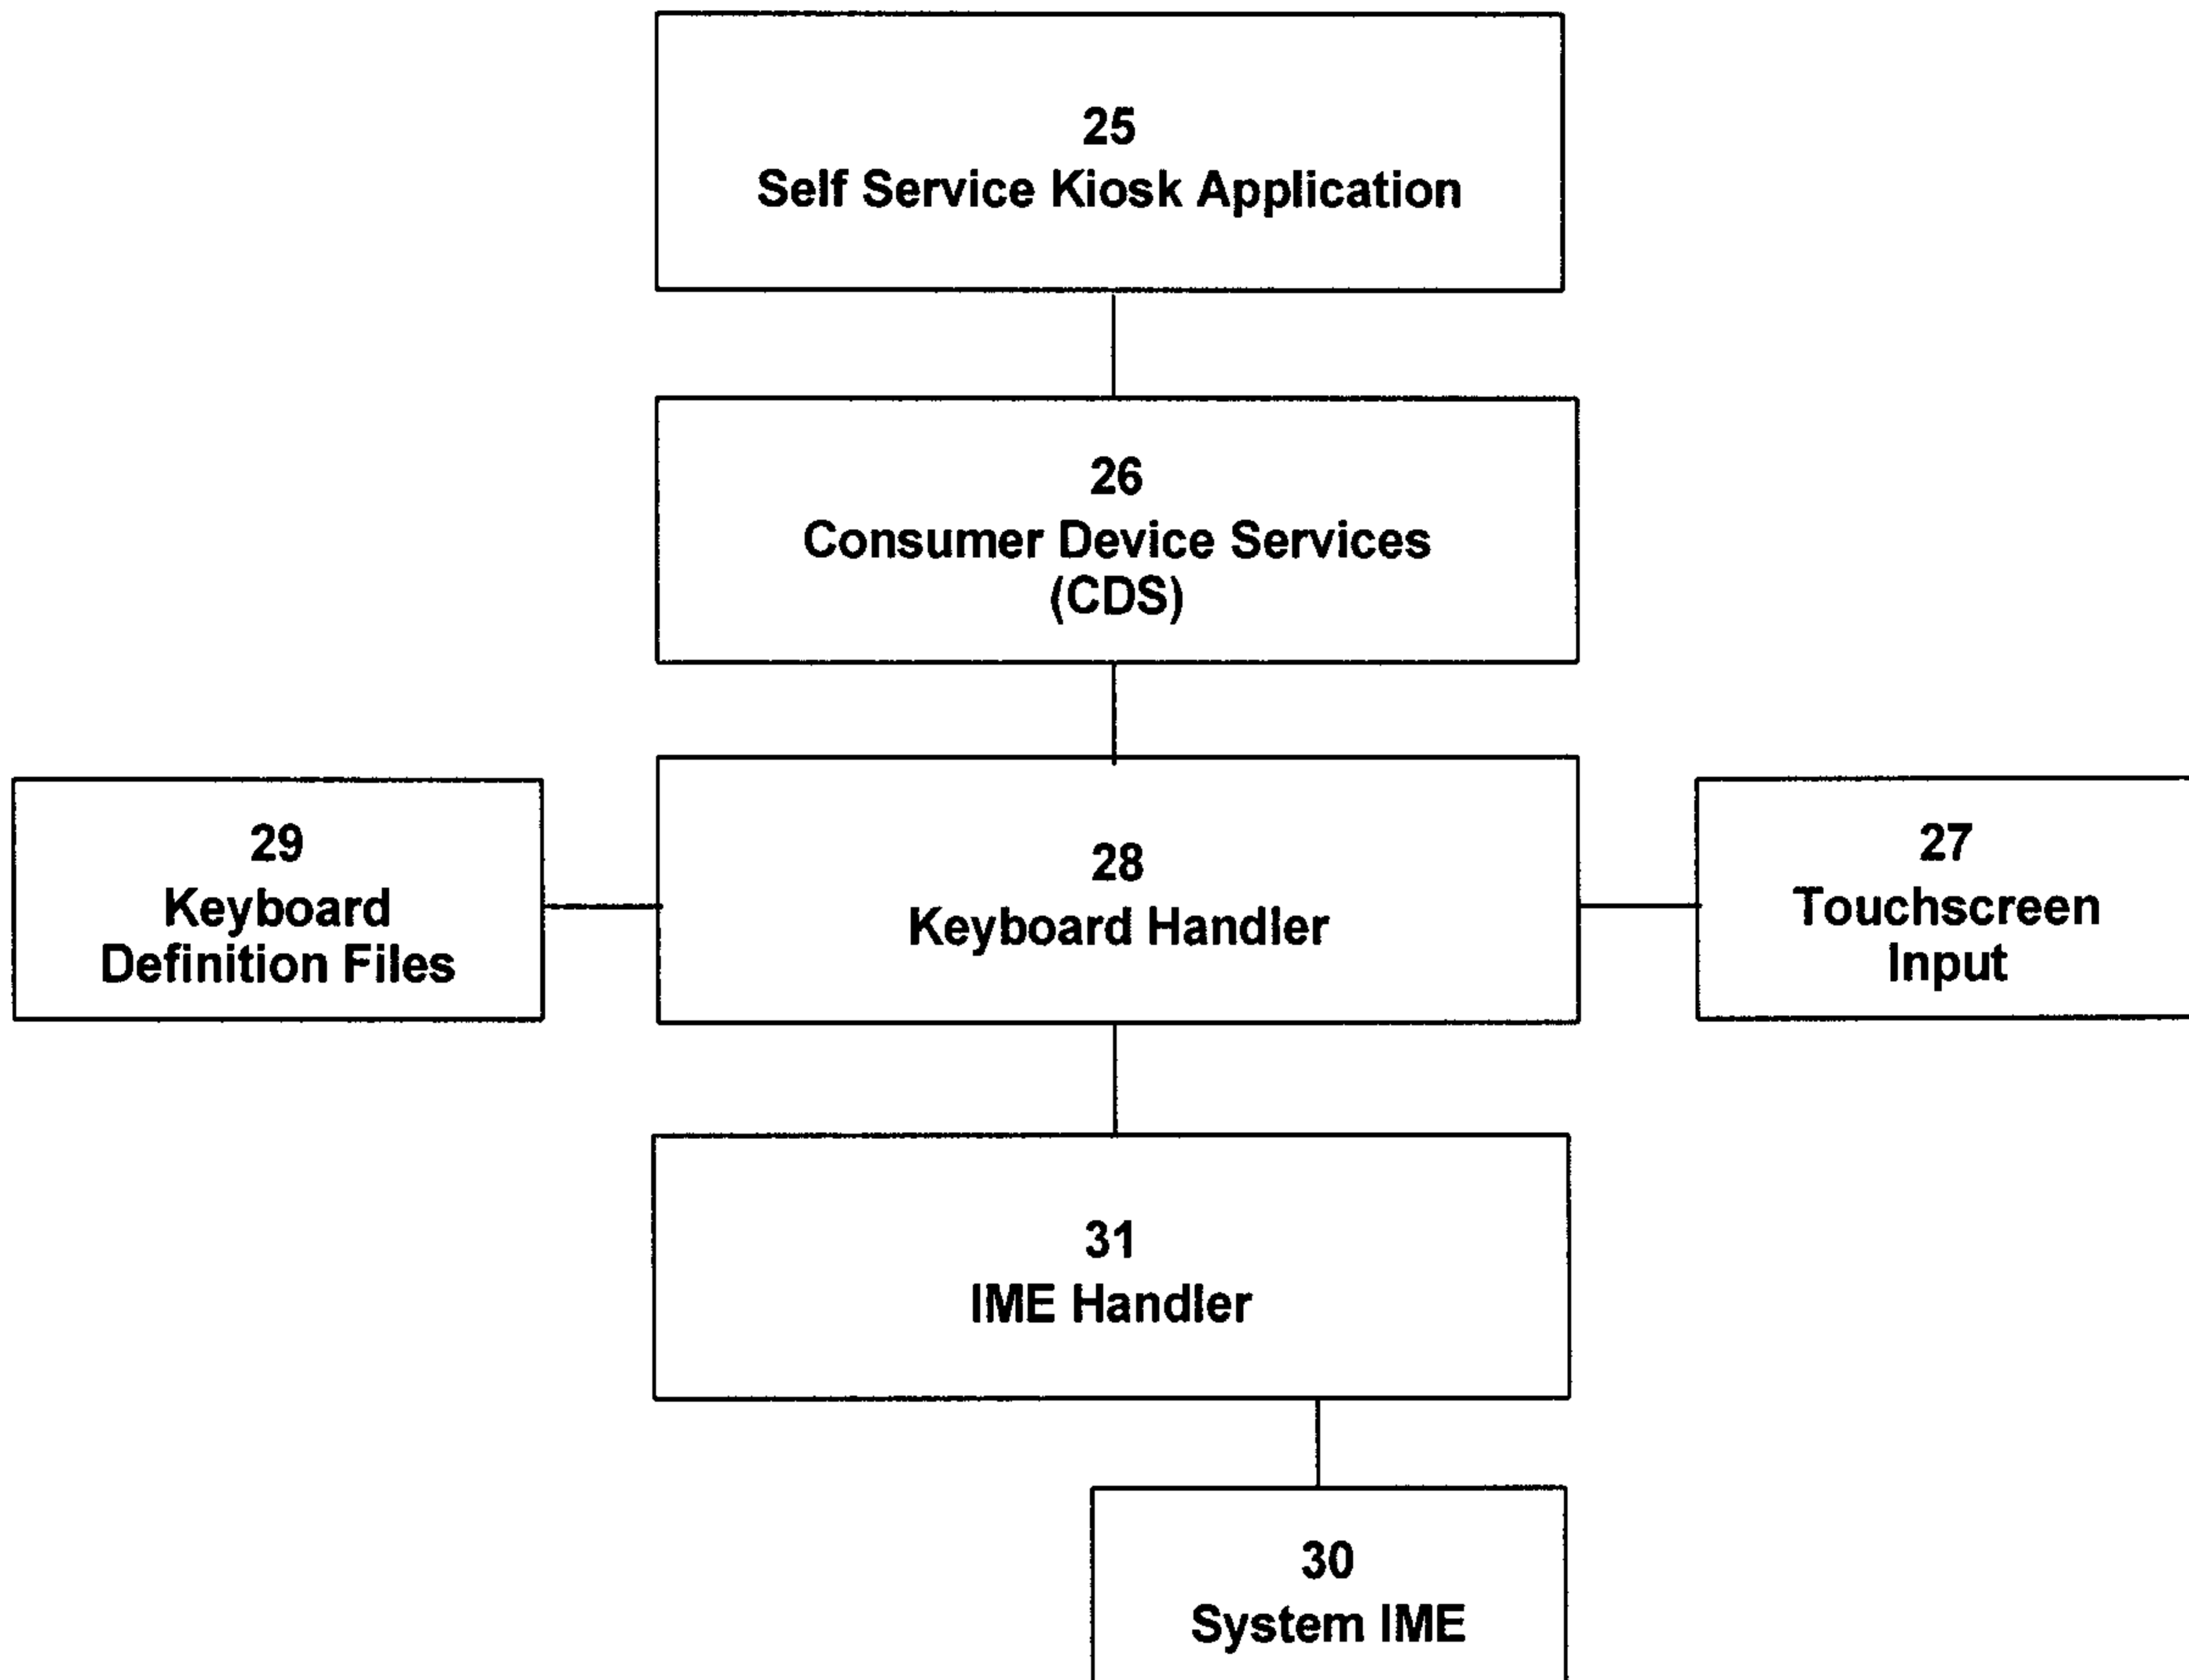 25
Self Service Kiosk Application
26
Consumer Device Services
(CDS)
29
Keyboard
Definition Files
28
Keyboard Handler
27
Touchscreen
Input
31
IME Handler
30
System IME